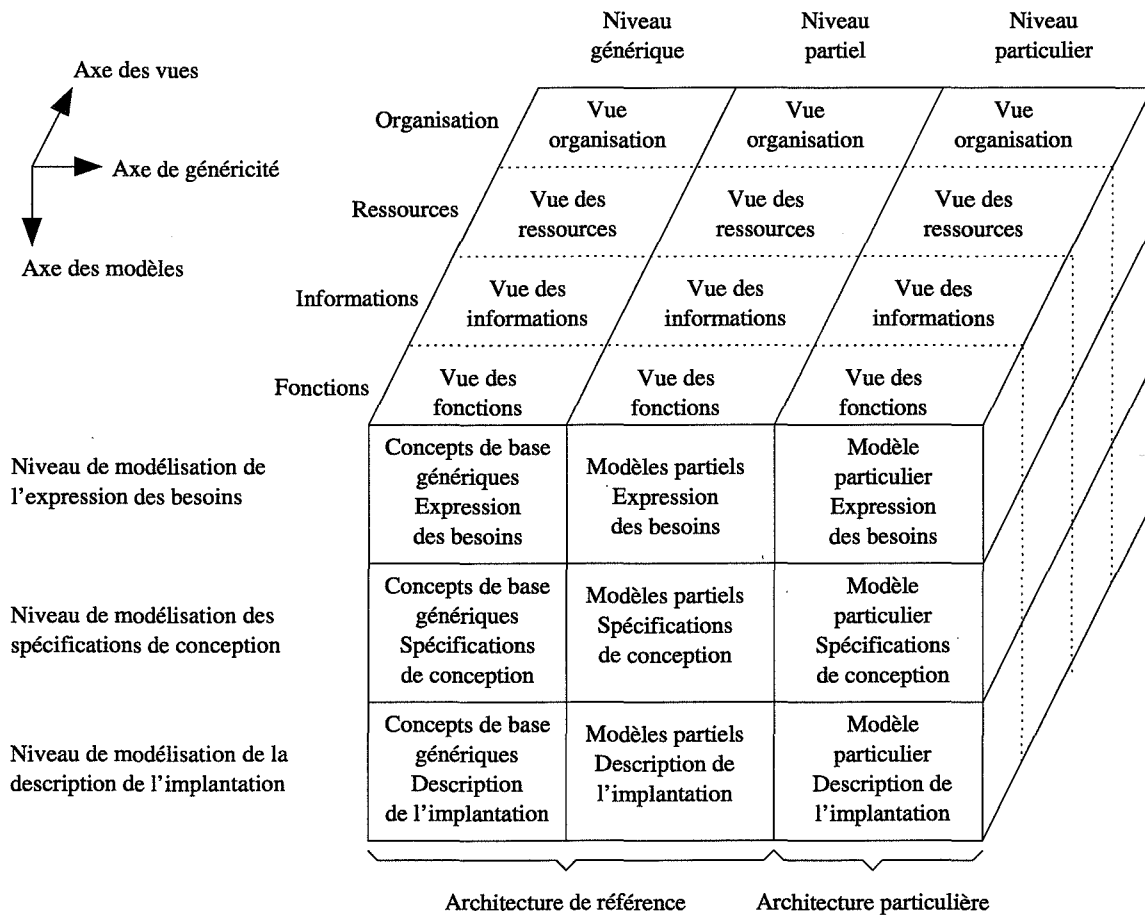 Niveau
générique
Niveau
partiel
Niveau
particulier
Axe des vues
Axe de généricité
Axe des modèles
Organisation
Vue
organisation
Vue
organisation
Vue
organisation
Ressources
Vue des
ressources
Vue des
ressources
Vue des
ressources
Informations
Vue des
informations
Vue des
informations
Vue des
informations
Fonctions
Vue des
fonctions
Vue des
fonctions
Vue des
fonctions
Niveau de modélisation de
l'expression des besoins
Concepts de base
génériques
Expression
des besoins
Modèles partiels
Expression
des besoins
Modèle
particulier
Expression
des besoins
Niveau de modélisation des
spécifications de conception
Concepts de base
génériques
Spécifications
de conception
Modèles partiels
Spécifications
de conception
Modèle
particulier
Spécifications
de conception
Niveau de modélisation de la
description de l'implantation
Concepts de base
génériques
Description
de l'implantation
Modèles partiels
Description de
l'implantation
Modèle
particulier
Description de
l'implantation
Architecture de référence
Architecture particulière